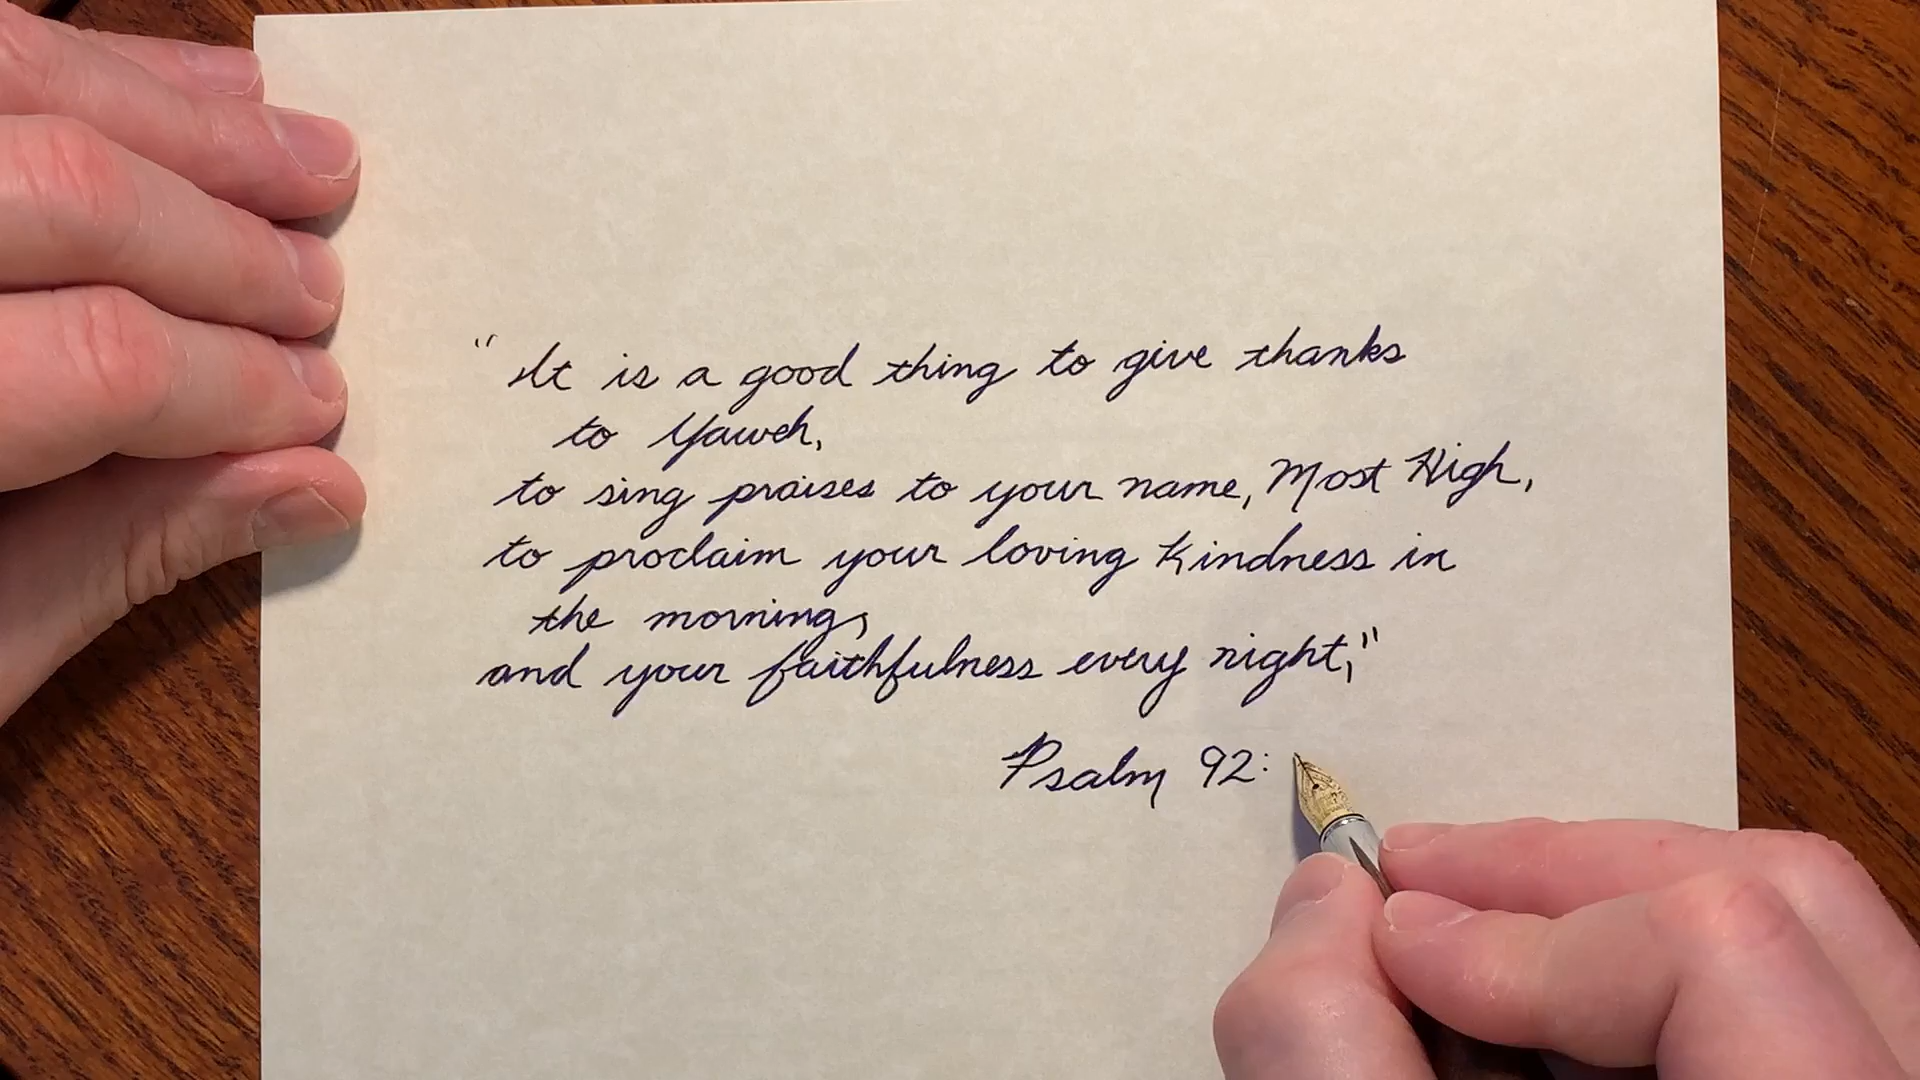 "It is a good thing to give thanks
to Yaweh,
to sing praises to your name, Most High,
to proclaim your loving kindness in
the morning,
and your faithfulness every night,"
Psalm 92: